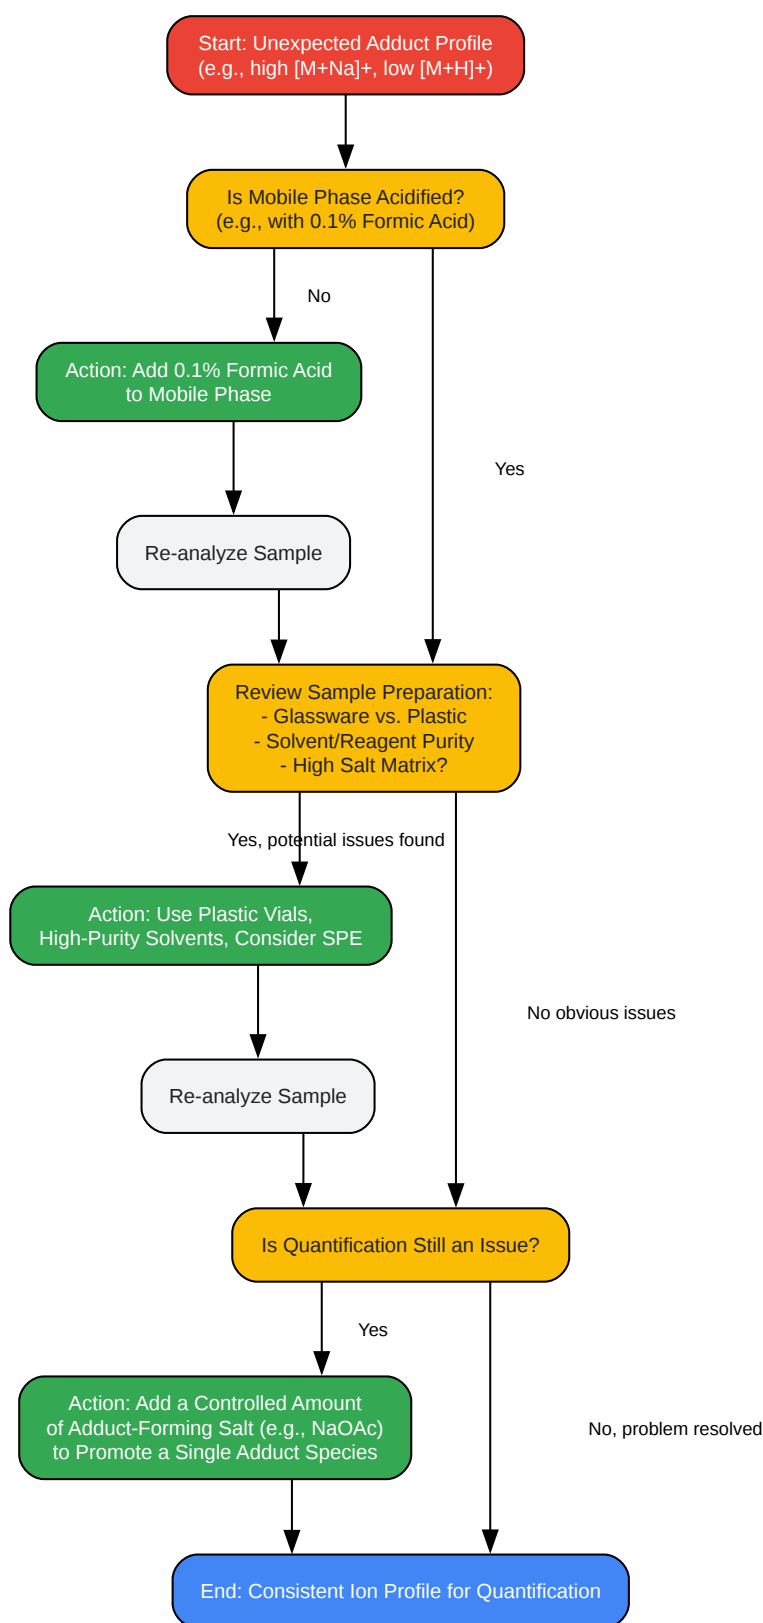 Start: Unexpected Adduct Profile
(e.g., high [M+Na]+, low [M+H]+)
Is Mobile Phase Acidified?
(e.g., with 0.1% Formic Acid)
No
Action: Add 0.1% Formic Acid
to Mobile Phase
Yes
Re-analyze Sample
Review Sample Preparation:
- Glassware vs. Plastic
- Solvent/Reagent Purity
- High Salt Matrix?
Yes, potential issues found
Action: Use Plastic Vials,
High-Purity Solvents, Consider SPE
No obvious issues
Re-analyze Sample
Is Quantification Still an Issue?
Yes
Action: Add a Controlled Amount
of Adduct-Forming Salt (e.g., NaOAc)
to Promote a Single Adduct Species
No, problem resolved
End: Consistent Ion Profile for Quantification